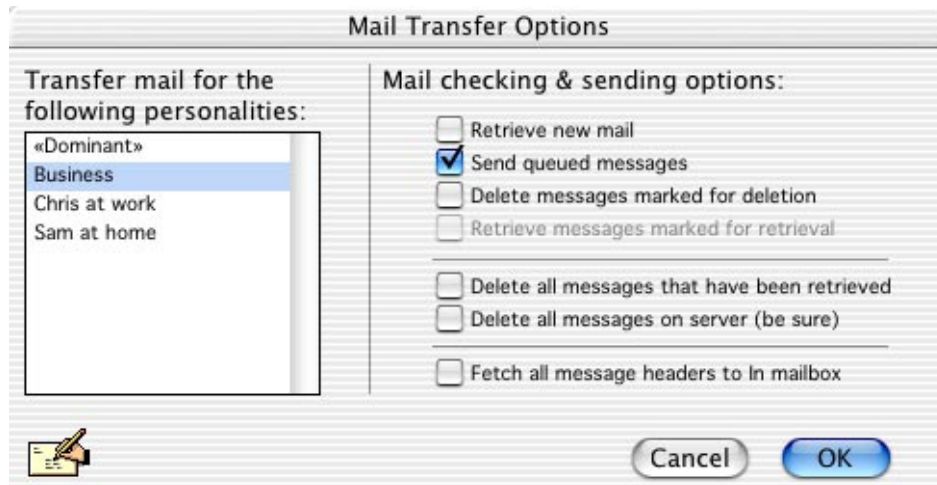 Mail Transfer Options
Transfer mail for the
following personalities:
«Dominant»
Business
Chris at work
Sam at home
Mail checking & sending options:
Retrieve new mail
Send queued messages
Delete messages marked for deletion
Retrieve messages marked for retrieval
Delete all messages that have been retrieved
Delete all messages on server (be sure)
Fetch all message headers to In mailbox
Cancel
OK